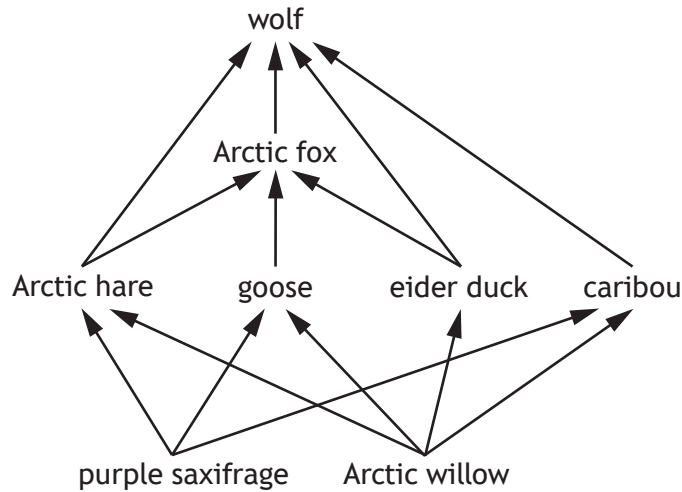 wolf
Arctic fox
Arctic hare goose eider duck caribou
purple saxifrage Arctic willow